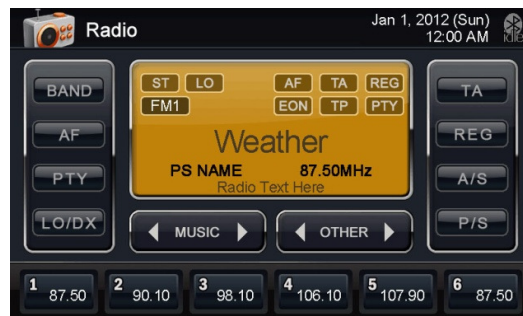 Radio
Jan 1, 2012 (Sun)
12:00 AM
idle
BAND
AF
PTY
LO/DX
ST LO AF TA REG
FM1 EON TP PTY
Weather
PS NAME 87.50MHz
Radio Text Here
MUSIC
OTHER
TA
REG
A/S
P/S
1 87.50
2 90.10
3 98.10
4 106.10
5 107.90
6 87.50